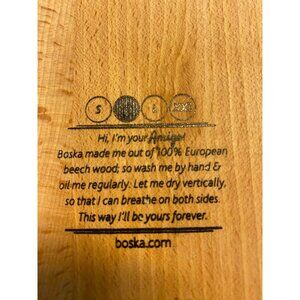 S L XXL
Hi, I'm your Amigo!
Boska made me out of 100% European
beech wood; so wash me by hand &
oil me regularly. Let me dry vertically,
so that I can breathe on both sides.
This way I'll be yours forever.
boska.com